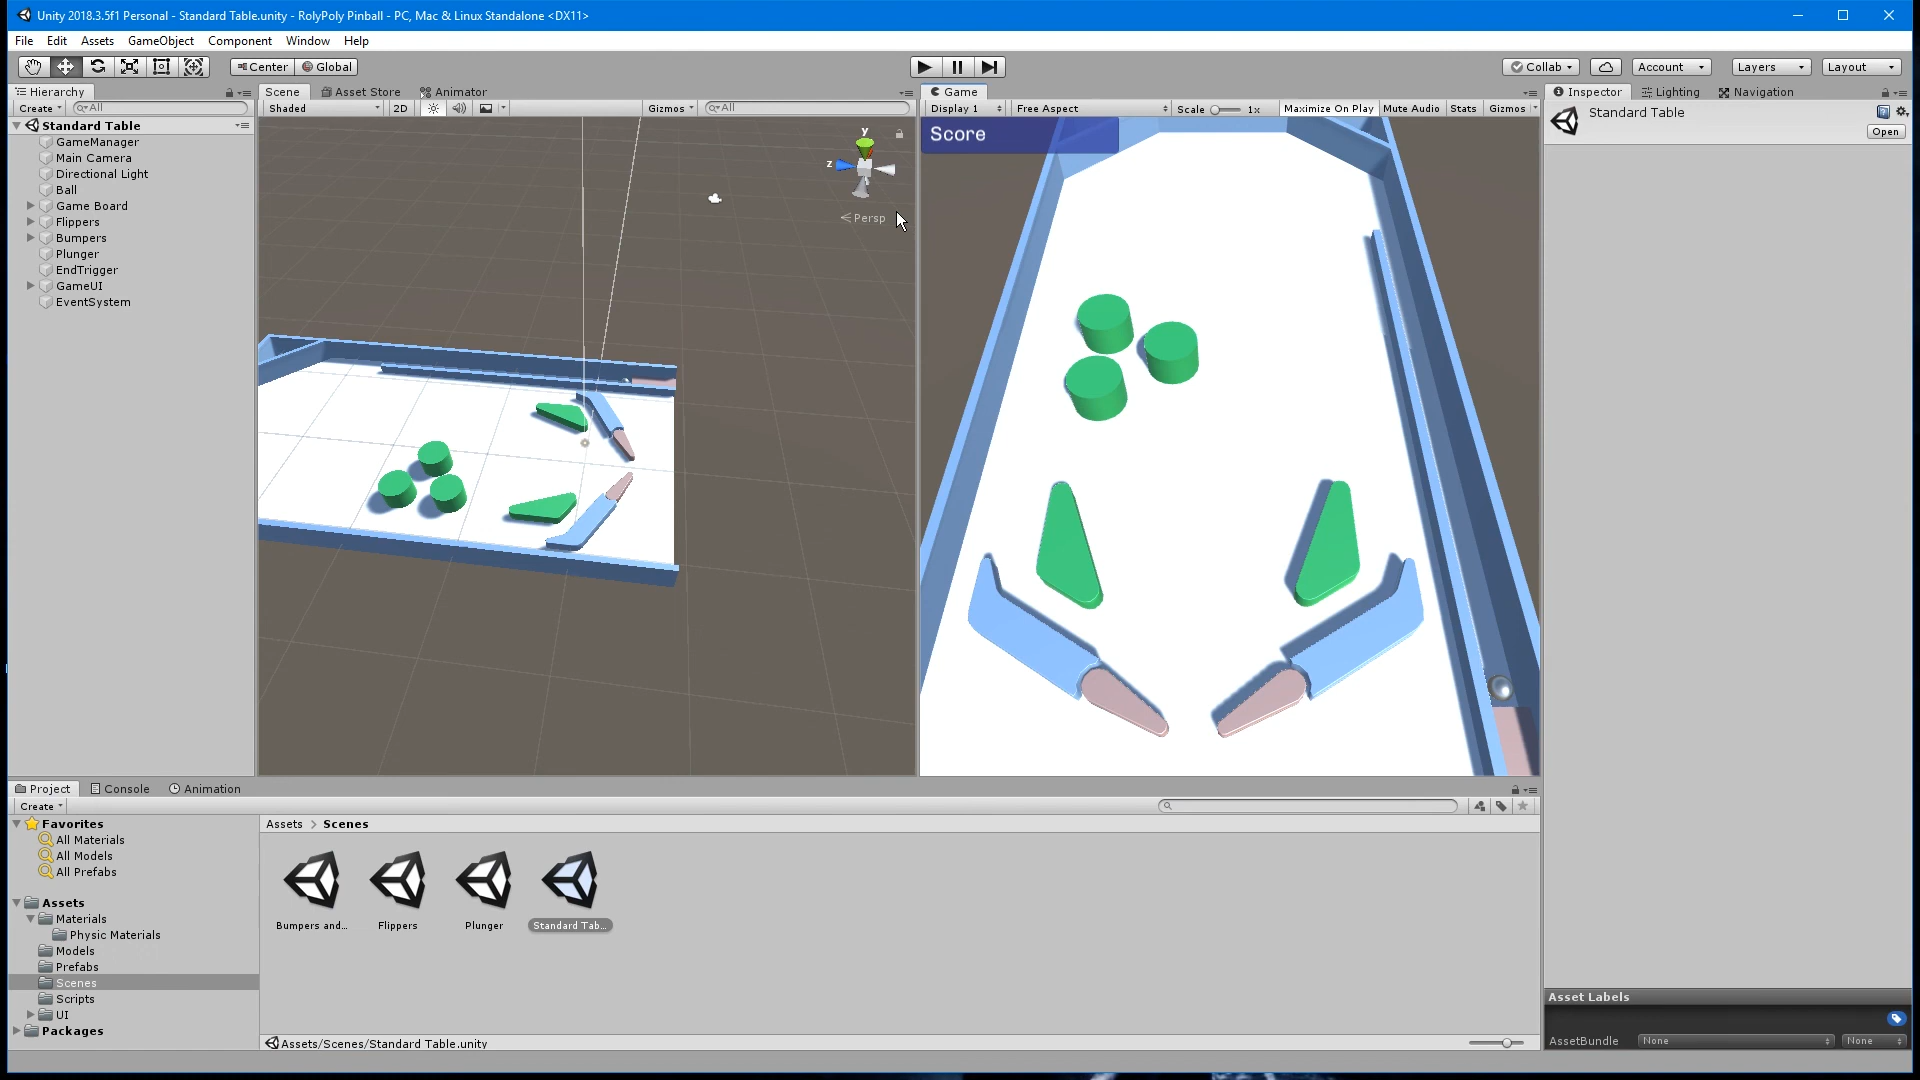 Unity 2018.3.5f1 Personal - Standard Table.unity - RolyPoly Pinball - PC, Mac & Linux Standalone <DX11>
File Edit Assets GameObject Component Window Help
Center Global Collab Account Layers Layout
Hierarchy Scene Asset Store Animator Game Inspector Lighting Navigation
Create All Shaded 2D Gizmos All Display 1 Free Aspect Scale 1x Maximize On Play Mute Audio Stats Gizmos
Standard Table
Open
Standard Table
GameManager
Main Camera
Directional Light
Ball
Game Board
Flippers
Bumpers
Plunger
EndTrigger
GameUI
EventSystem
y
z
Persp
Score
Project Console Animation
Create
Favorites
All Materials
All Models
All Prefabs
Assets
Materials
Physic Materials
Models
Prefabs
Scenes
Scripts
UI
Packages
Assets > Scenes
Bumpers and... Flippers Plunger Standard Tab...
Assets/Scenes/Standard Table.unity
Asset Labels
AssetBundle None None